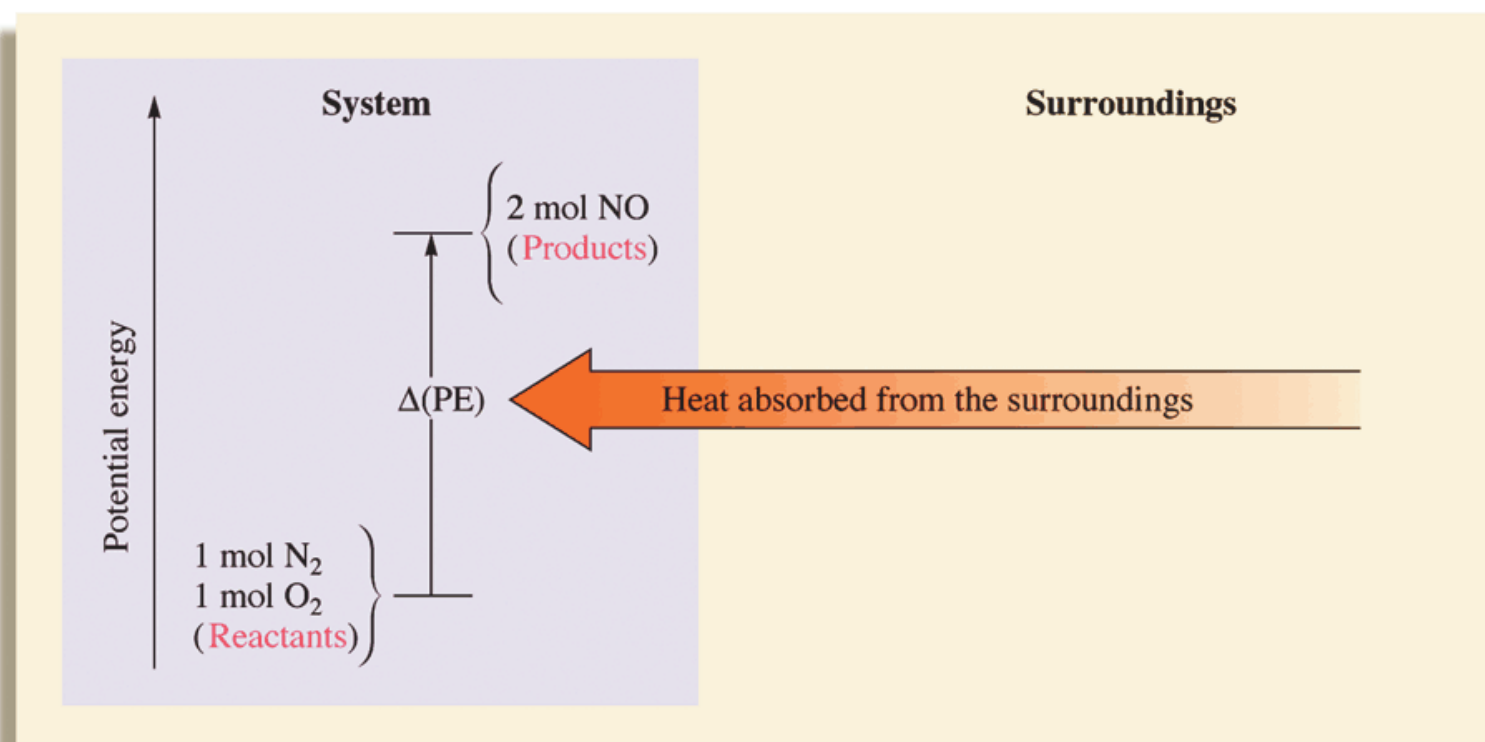 System
Surroundings
2 mol NO
(Products)
Potential energy
Δ(PE)
Heat absorbed from the surroundings
1 mol N₂
1 mol O₂
(Reactants)